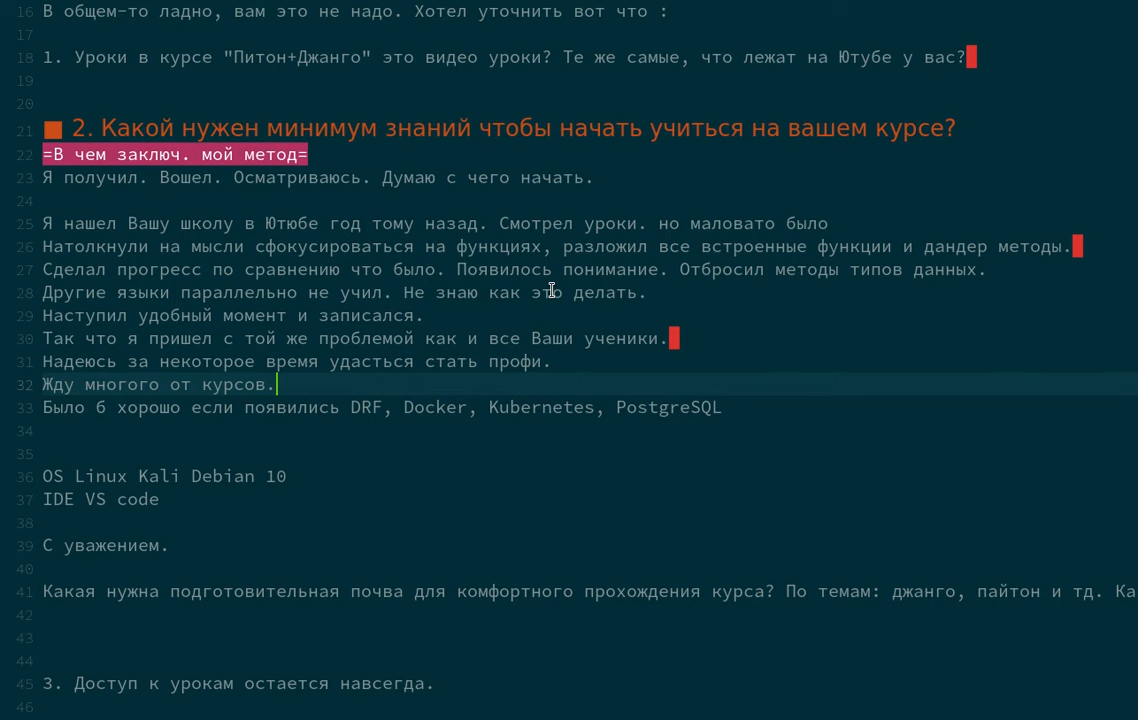 16 В общем-то ладно, вам это не надо. Хотел уточнить вот что :
17
18 1. Уроки в курсе "Питон+Джанго" это видео уроки? Те же самые, что лежат на Ютубе у вас?
19
20
21 2. Какой нужен минимум знаний чтобы начать учиться на вашем курсе?
22 =В чем заключ. мой метод=
23 Я получил. Вошел. Осматриваюсь. Думаю с чего начать.
24
25 Я нашел Вашу школу в Ютюбе год тому назад. Смотрел уроки. но маловато было
26 Натолкнули на мысли сфокусироваться на функциях, разложил все встроенные функции и дандер методы.
27 Сделал прогресс по сравнению что было. Появилось понимание. Отбросил методы типов данных.
28 Другие языки параллельно не учил. Не знаю как это делать.
29 Наступил удобный момент и записался.
30 Так что я пришел с той же проблемой как и все Ваши ученики.
31 Надеюсь за некоторое время удасться стать профи.
32 Жду многого от курсов.
33 Было б хорошо если появились DRF, Docker, Kubernetes, PostgreSQL
34
35
36 OS Linux Kali Debian 10
37 IDE VS code
38
39 С уважением.
40
41 Какая нужна подготовительная почва для комфортного прохождения курса? По темам: джанго, пайтон и тд. Ка
42
43
44
45 3. Доступ к урокам остается навсегда.
46